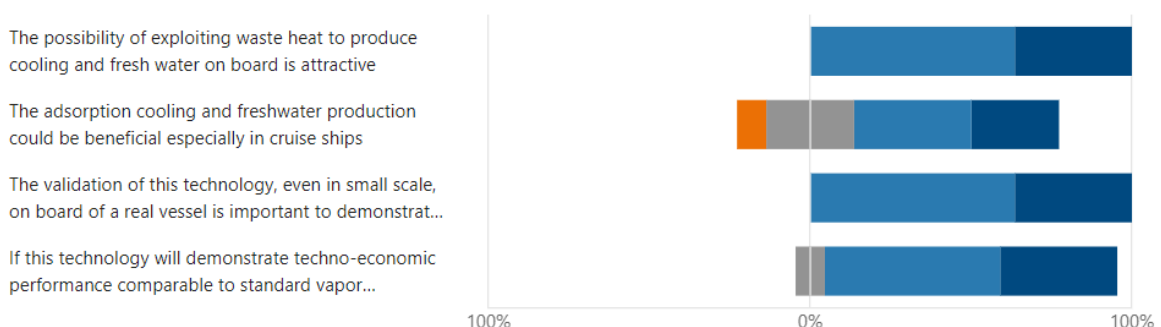 The possibility of exploiting waste heat to produce
cooling and fresh water on board is attractive
The adsorption cooling and freshwater production
could be beneficial especially in cruise ships
The validation of this technology, even in small scale,
on board of a real vessel is important to demonstrat...
If this technology will demonstrate techno-economic
performance comparable to standard vapor...
100%
0%
100%